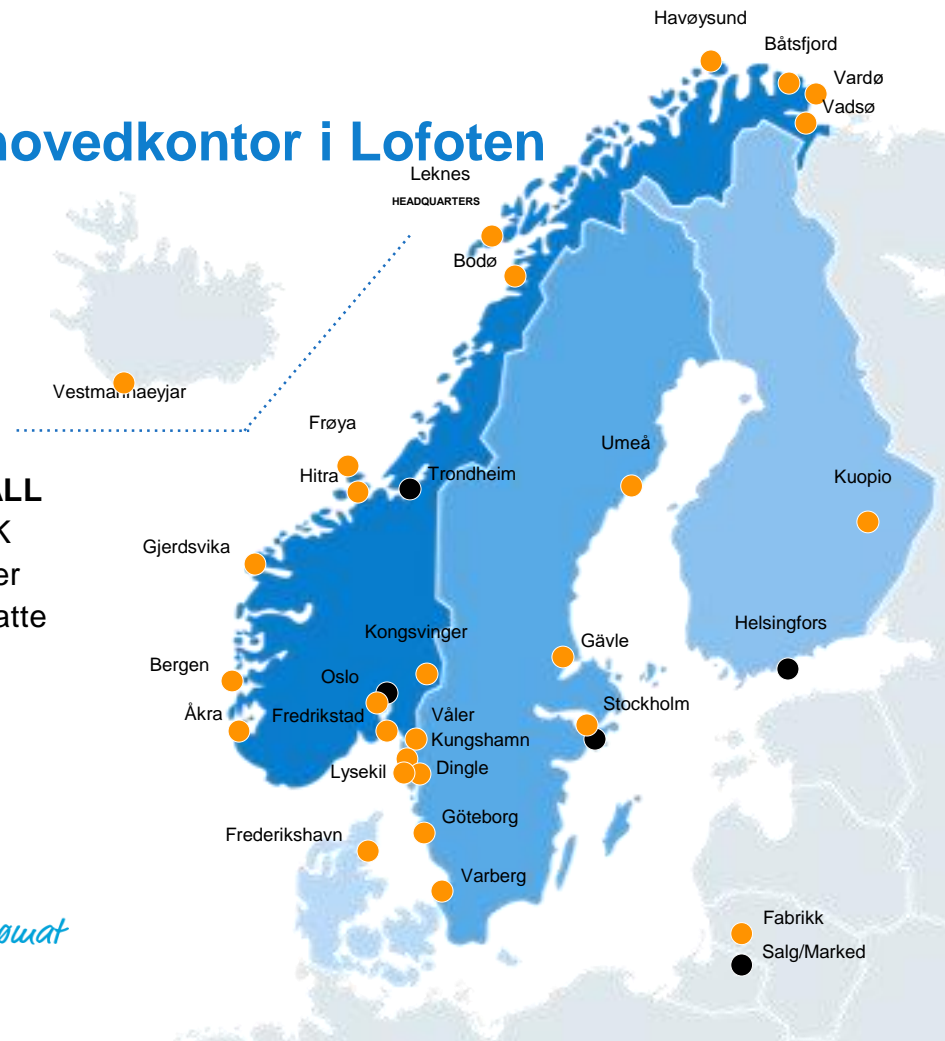 Havøysund
Båtsfjord
Vardø
Vadsø
hovedkontor i Lofoten
Leknes
HEADQUARTERS
Bodø
Vestmannaeyjar
Frøya
Umeå
Hitra
Trondheim
Kuopio
ALL
K
er
atte
Gjerdsvika
Kongsvinger
Helsingfors
Gävle
Bergen
Oslo
Stockholm
Åkra
Fredrikstad
Våler
Kungshamn
Lysekil
Dingle
Göteborg
Frederikshavn
Varberg
Fabrikk
ømat
Salg/Marked